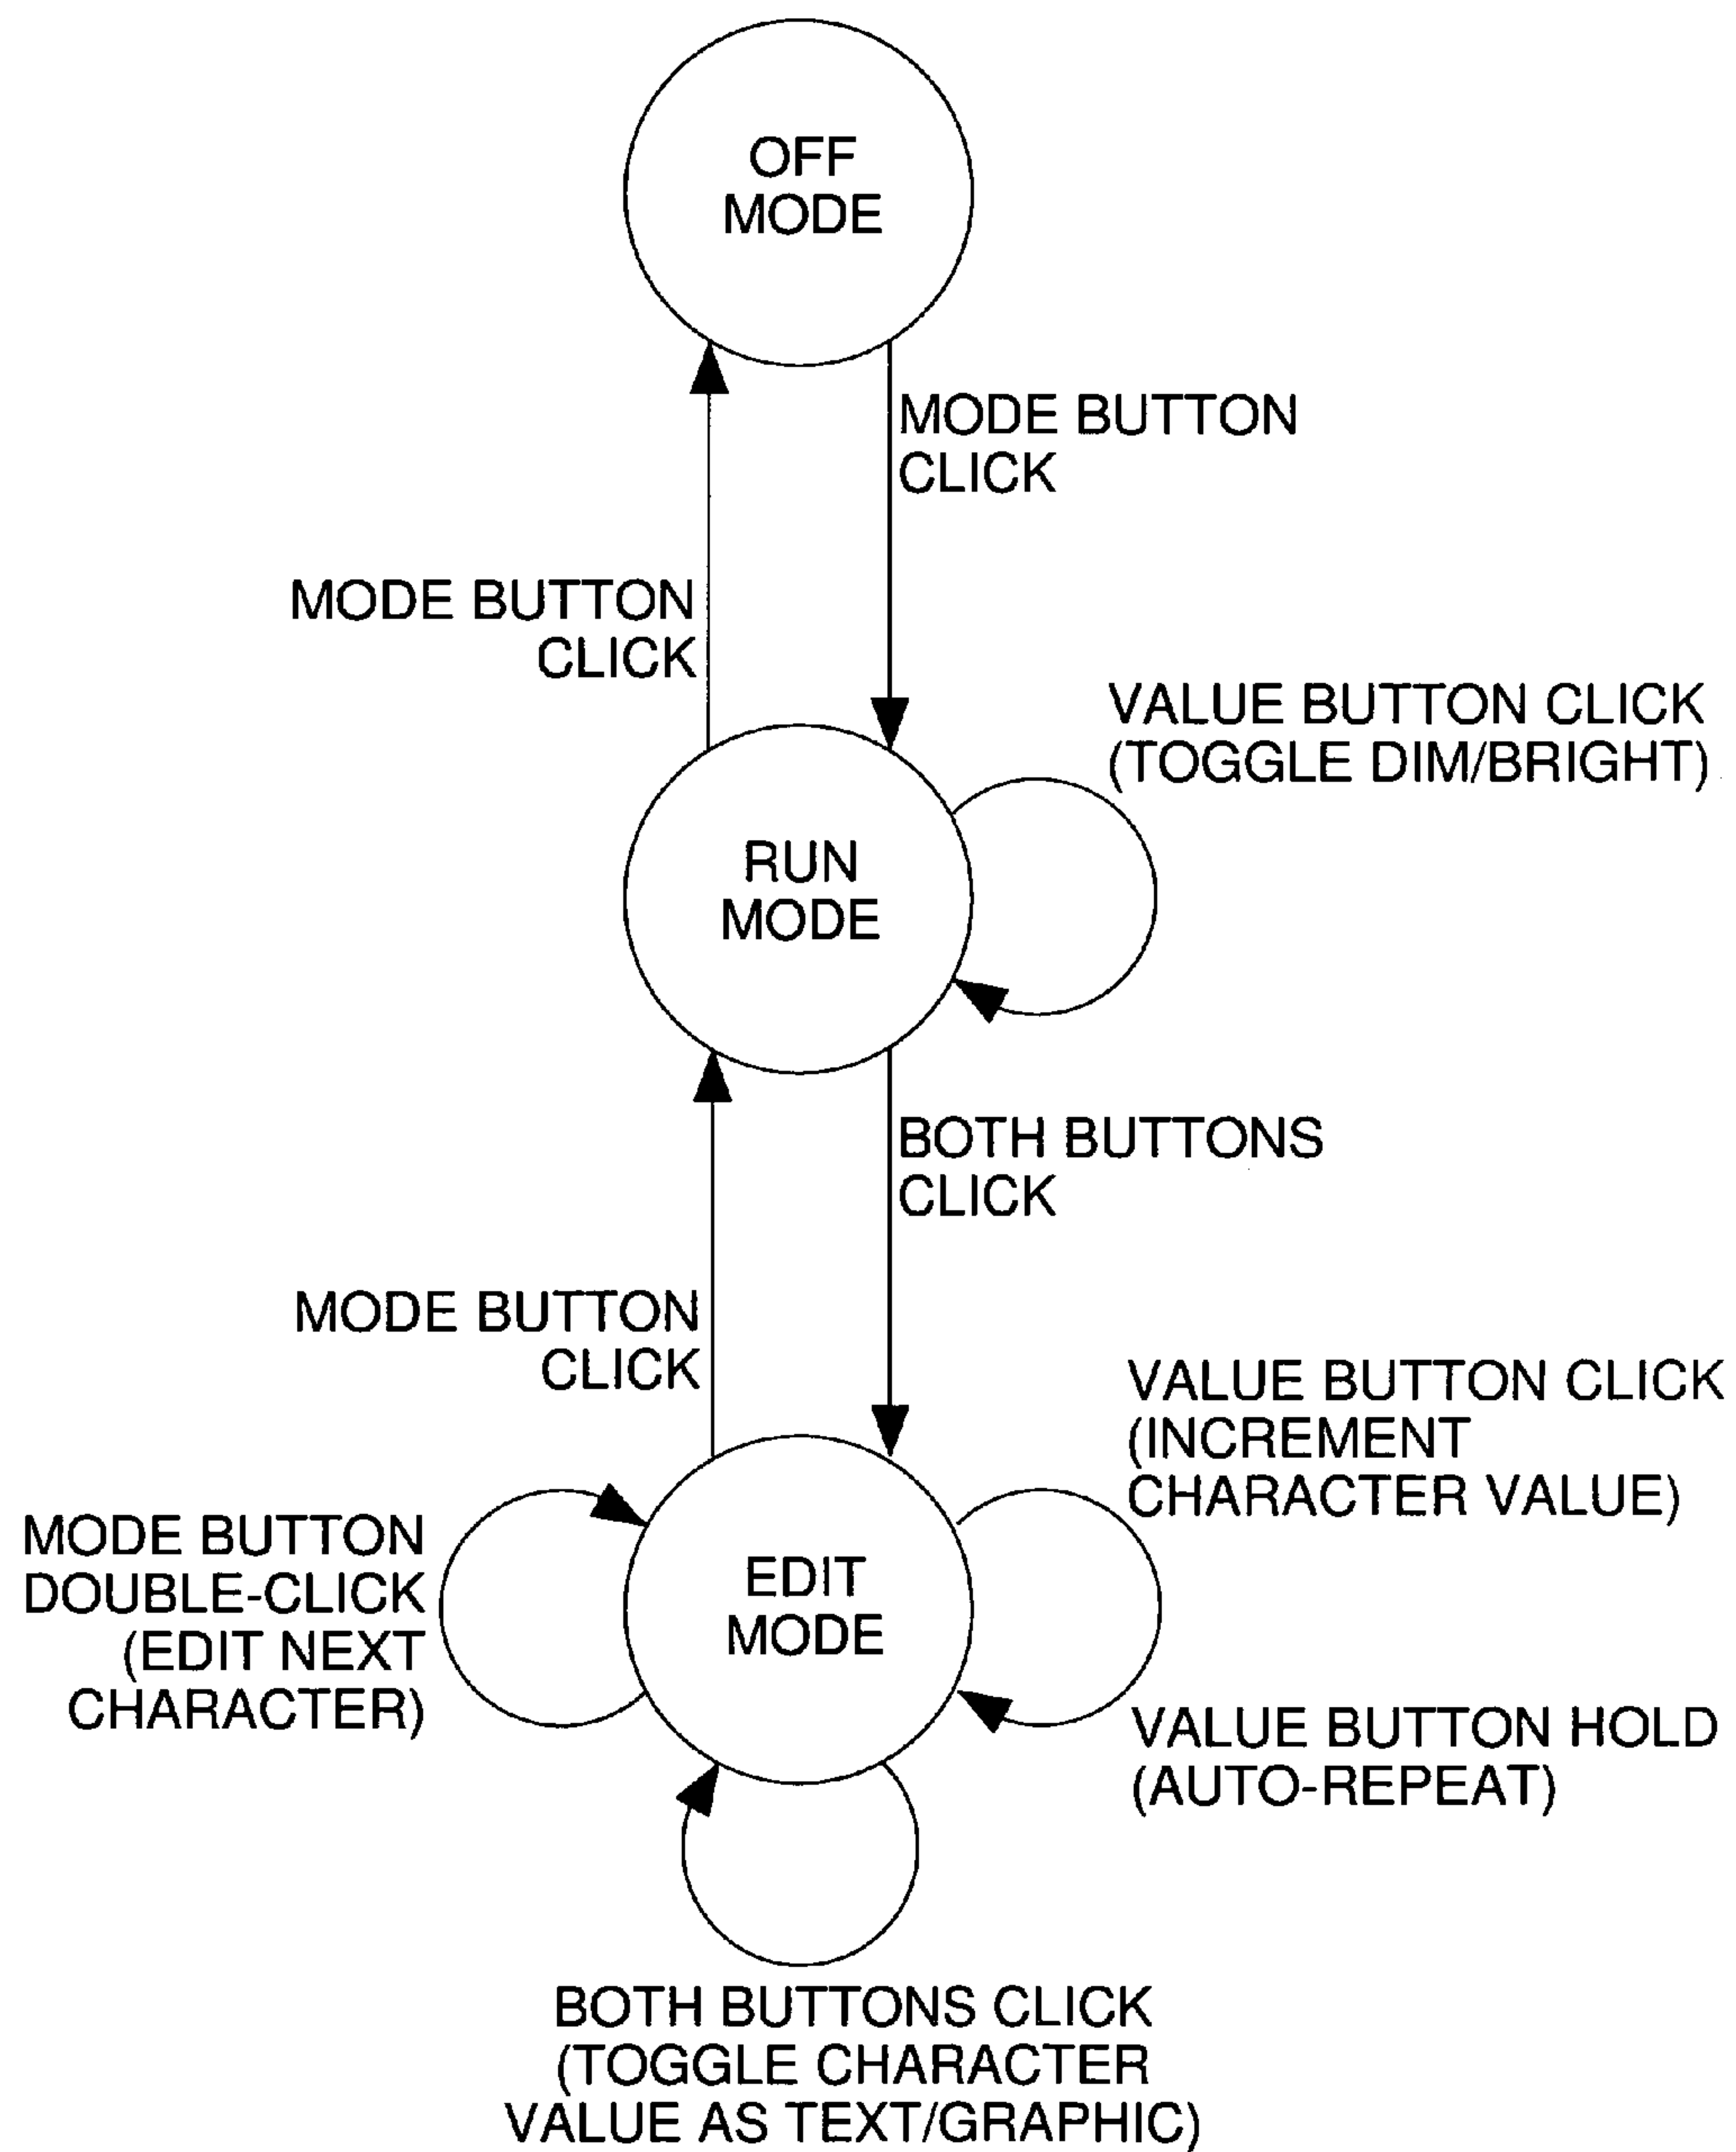 OFF
MODE
MODE BUTTON
CLICK
MODE BUTTON
CLICK
VALUE BUTTON CLICK
(TOGGLE DIM/BRIGHT)
RUN
MODE
BOTH BUTTONS
CLICK
MODE BUTTON
CLICK
VALUE BUTTON CLICK
(INCREMENT
CHARACTER VALUE)
MODE BUTTON
DOUBLE-CLICK
(EDIT NEXT
CHARACTER)
EDIT
MODE
VALUE BUTTON HOLD
(AUTO-REPEAT)
BOTH BUTTONS CLICK
(TOGGLE CHARACTER
VALUE AS TEXT/GRAPHIC)